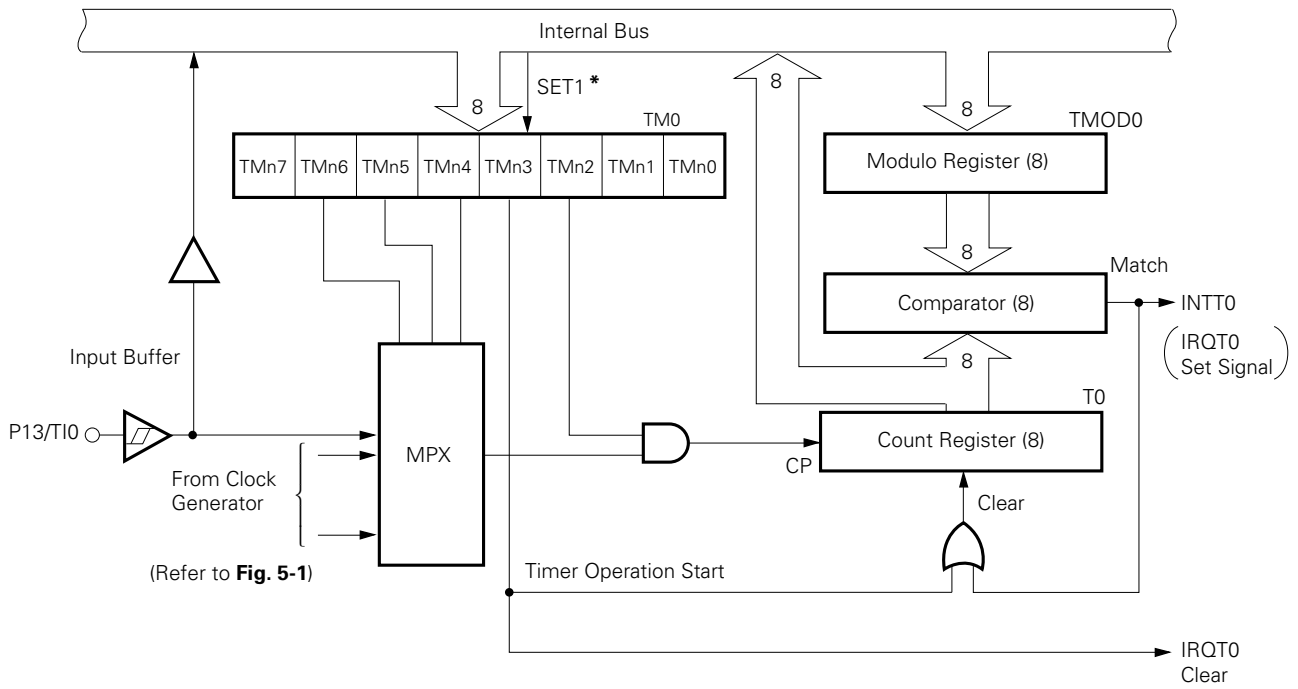 Internal Bus
8
SET1 *
8
8
TM0
TMOD0
TMn7 TMn6 TMn5 TMn4 TMn3 TMn2 TMn1 TMn0
Modulo Register (8)
8
Match
Comparator (8)
INTT0
(IRQT0
Set Signal)
8
Input Buffer
T0
P13/TI0
MPX
Count Register (8)
CP
From Clock
Generator
Clear
(Refer to Fig. 5-1)
Timer Operation Start
IRQT0
Clear